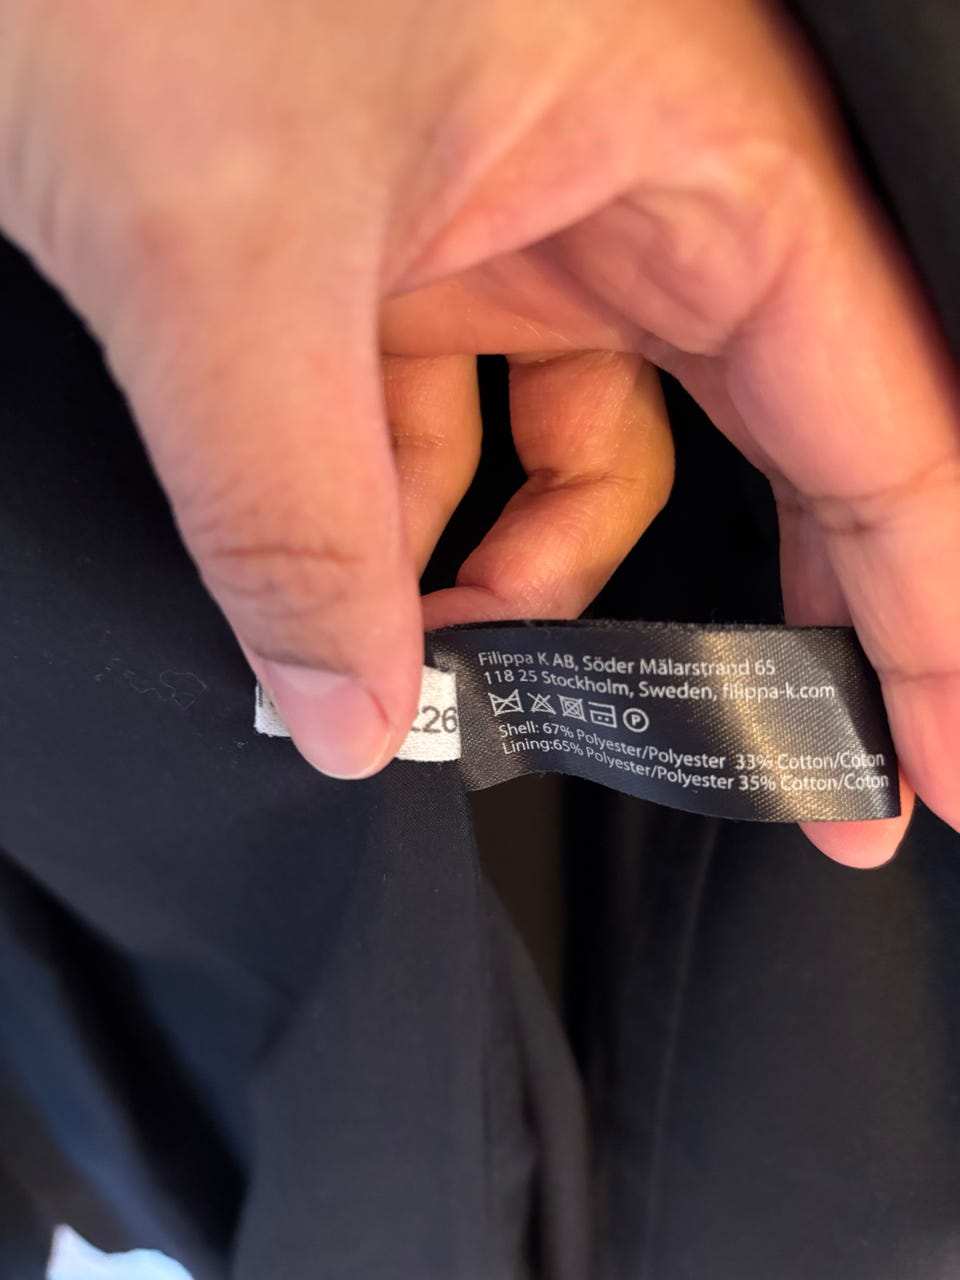 Filippa K AB, Söder Mälarstrand 65
118 25 Stockholm, Sweden, filippa-k.com
P
Shell: 67% Polyester/Polyester 33% Cotton/Coton
Lining:65% Polyester/Polyester 35% Cotton/Coton
26